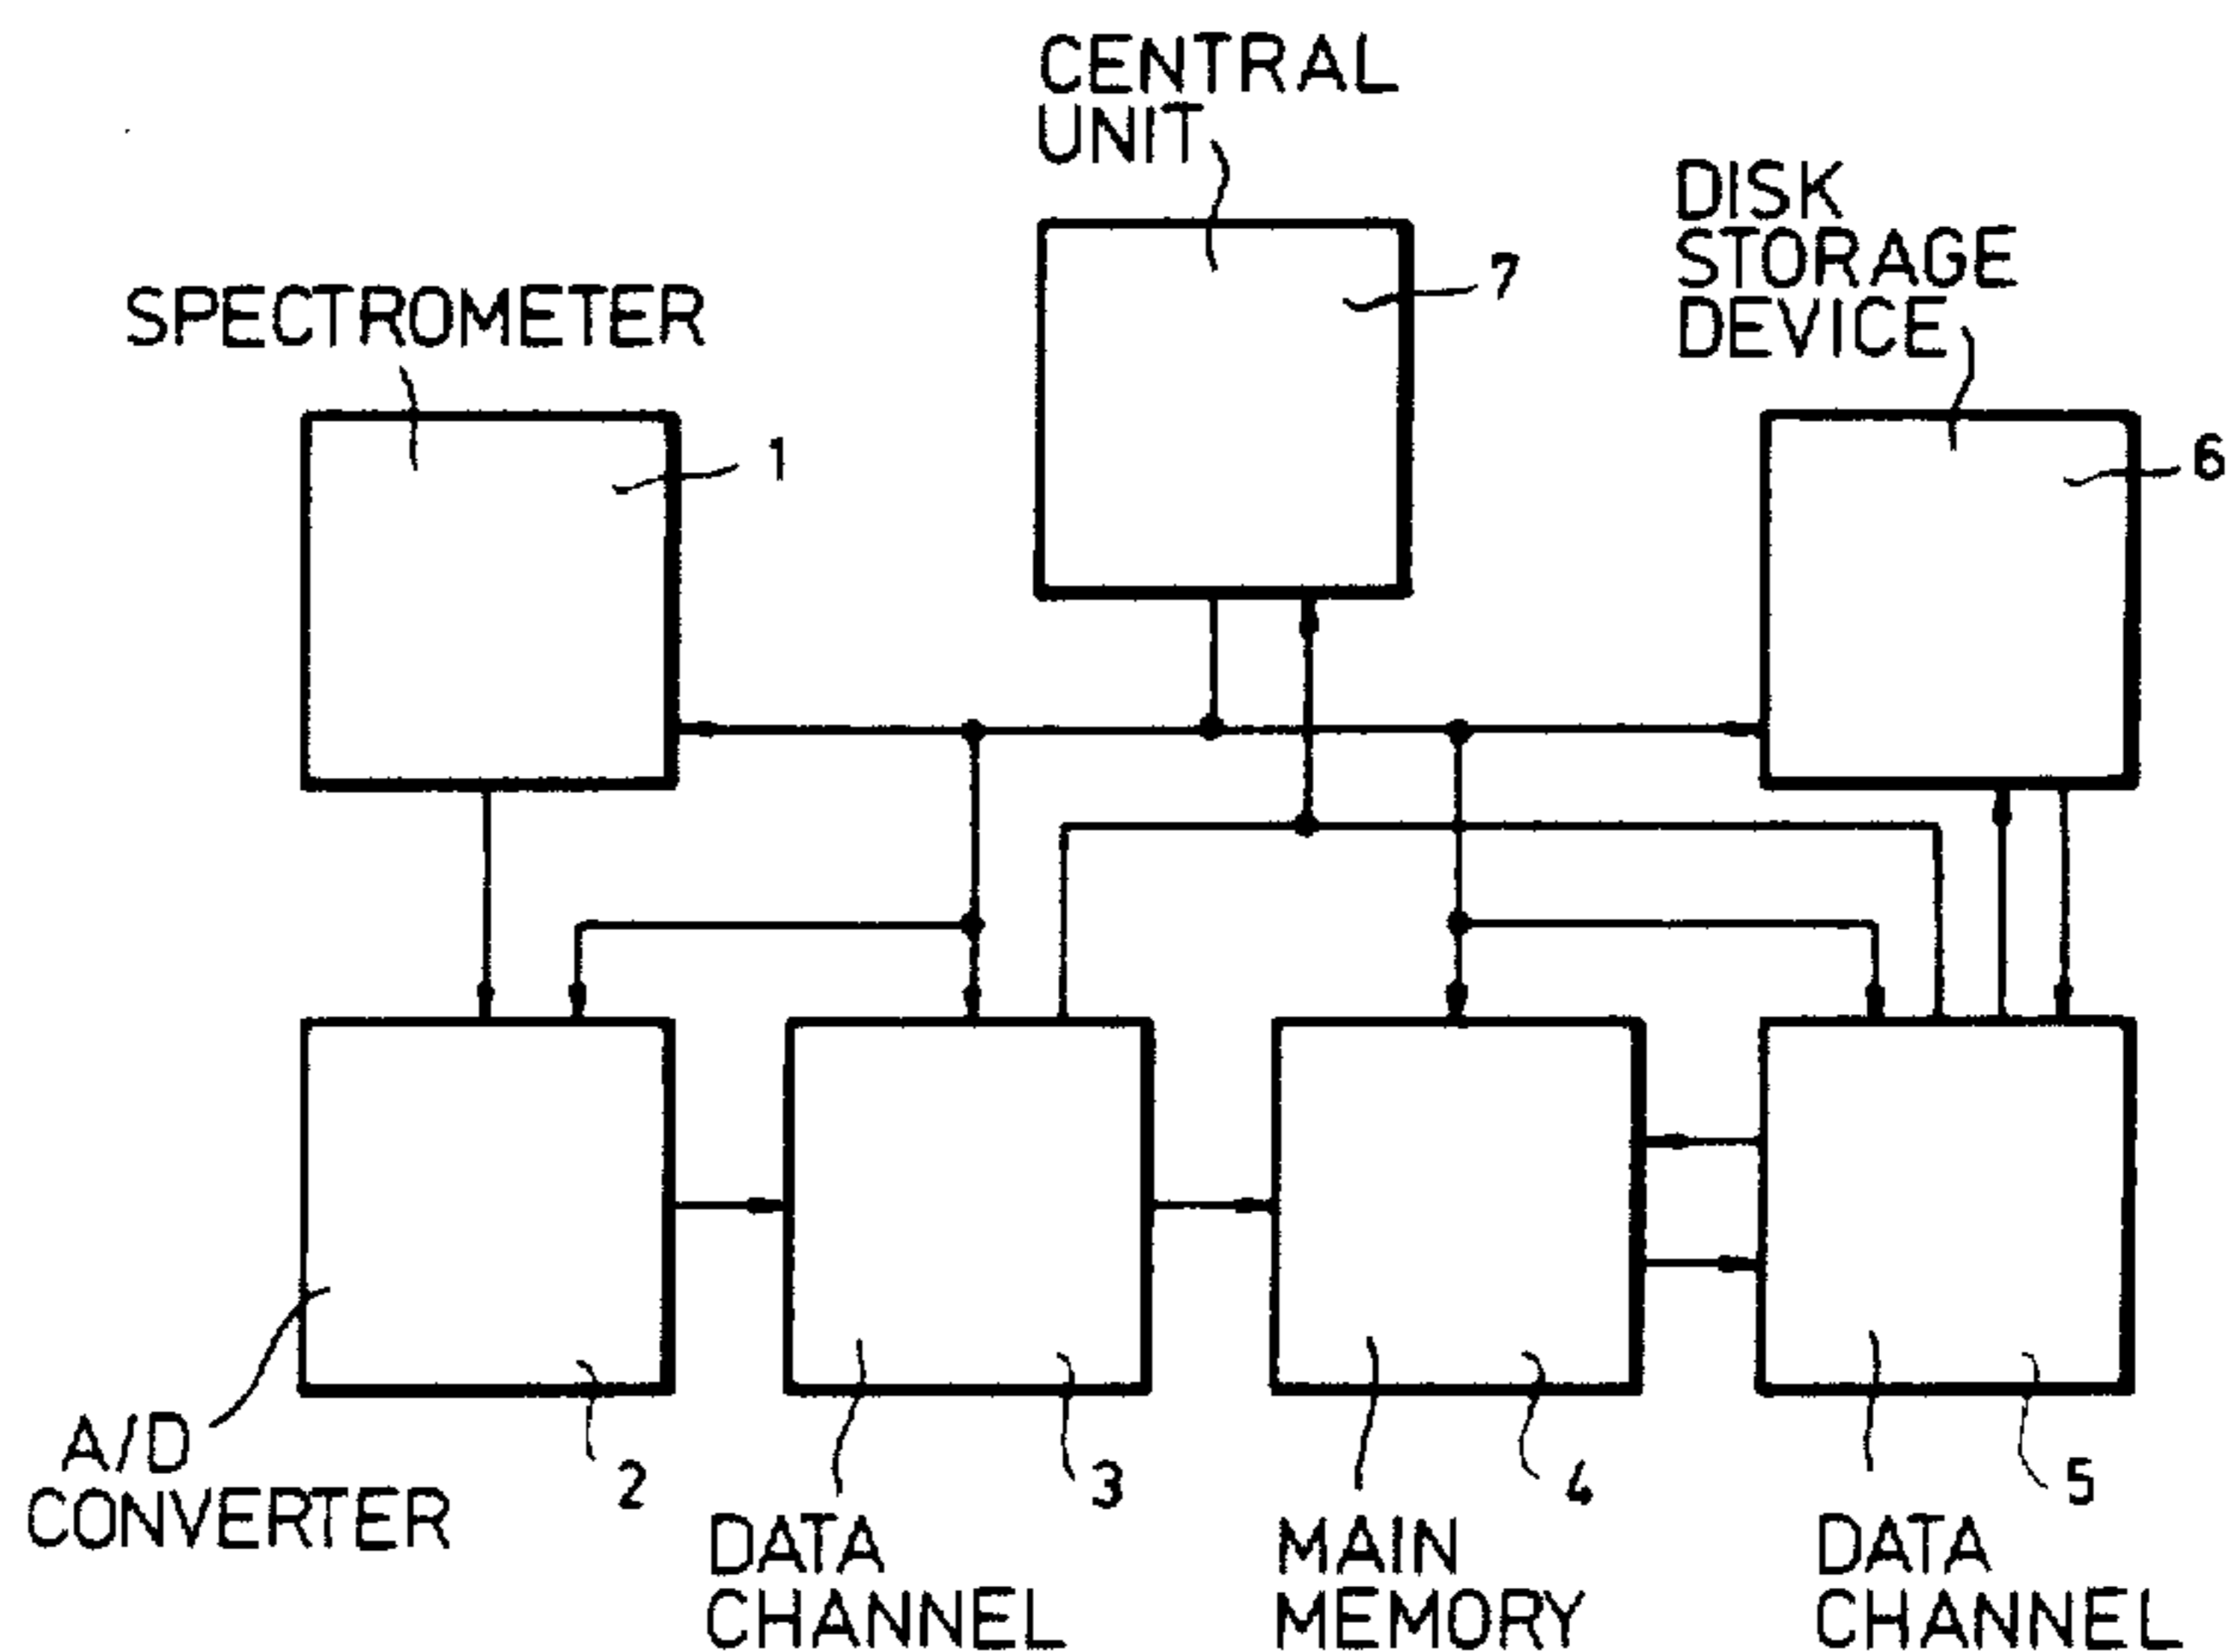 CENTRAL
UNIT
DISK
STORAGE
DEVICE
7
SPECTROMETER
1
6
A/D
CONVERTER
2
3
4
5
DATA
CHANNEL
MAIN
MEMORY
DATA
CHANNEL